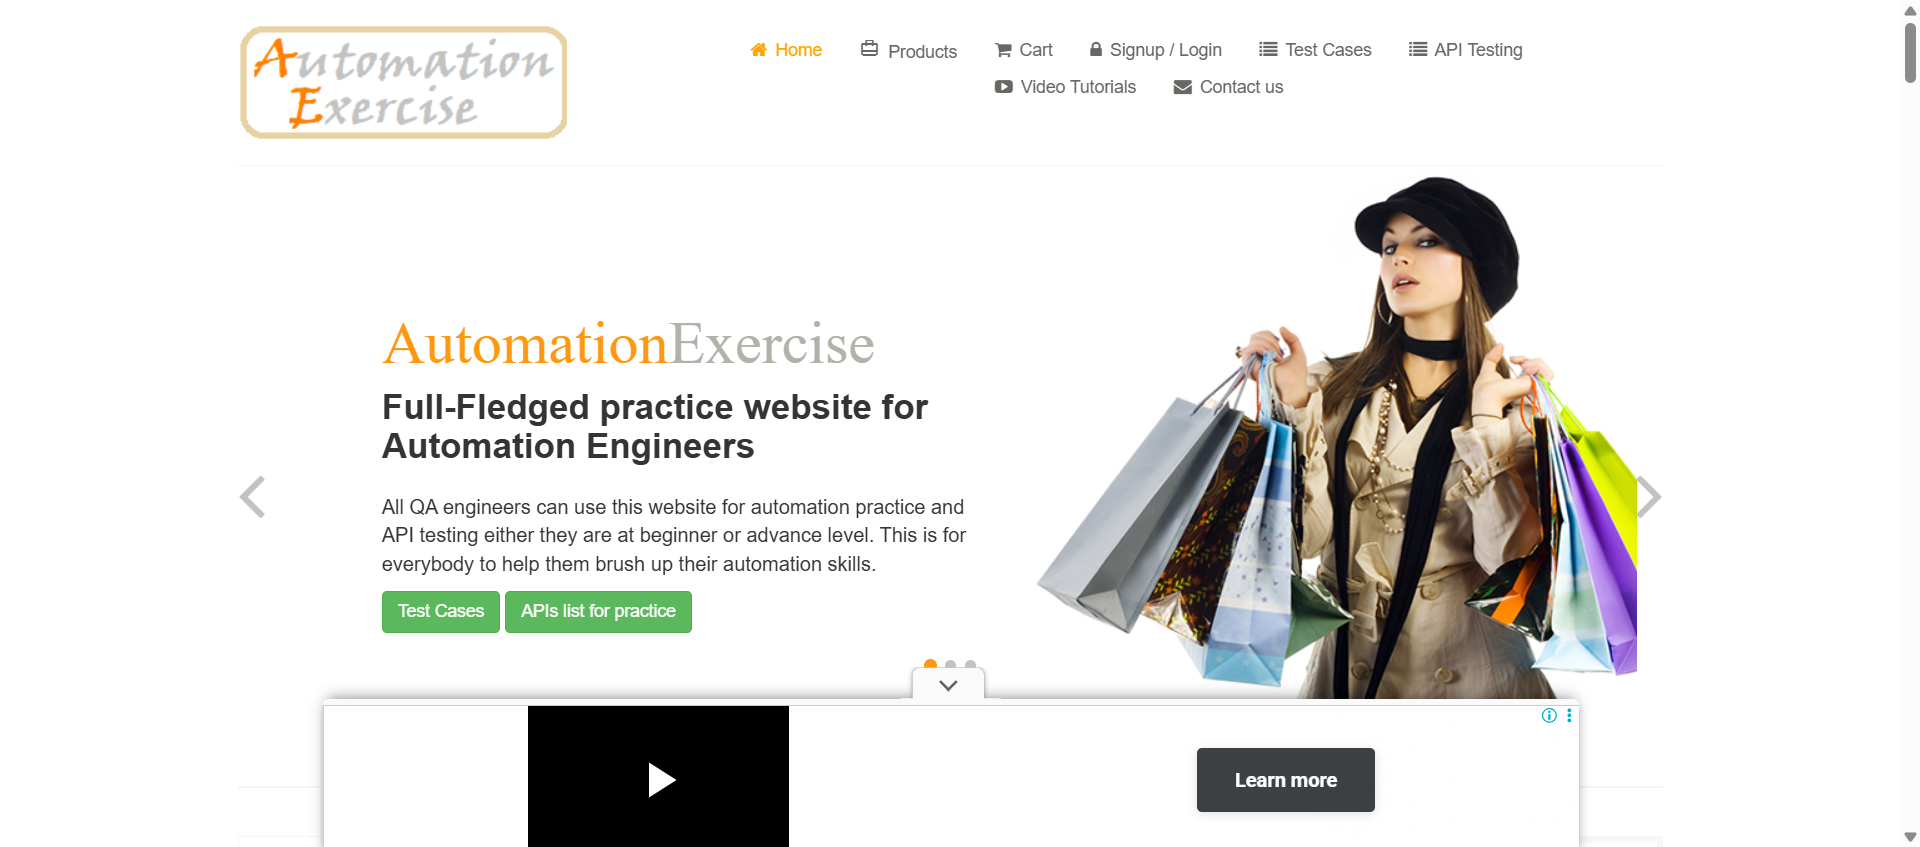 Automation
Exercise
Home
Products
Cart
Signup / Login
Test Cases
API Testing
Video Tutorials
Contact us
AutomationExercise
Full-Fledged practice website for
Automation Engineers
All QA engineers can use this website for automation practice and
API testing either they are at beginner or advance level. This is for
everybody to help them brush up their automation skills.
Test Cases
APIs list for practice
Learn more